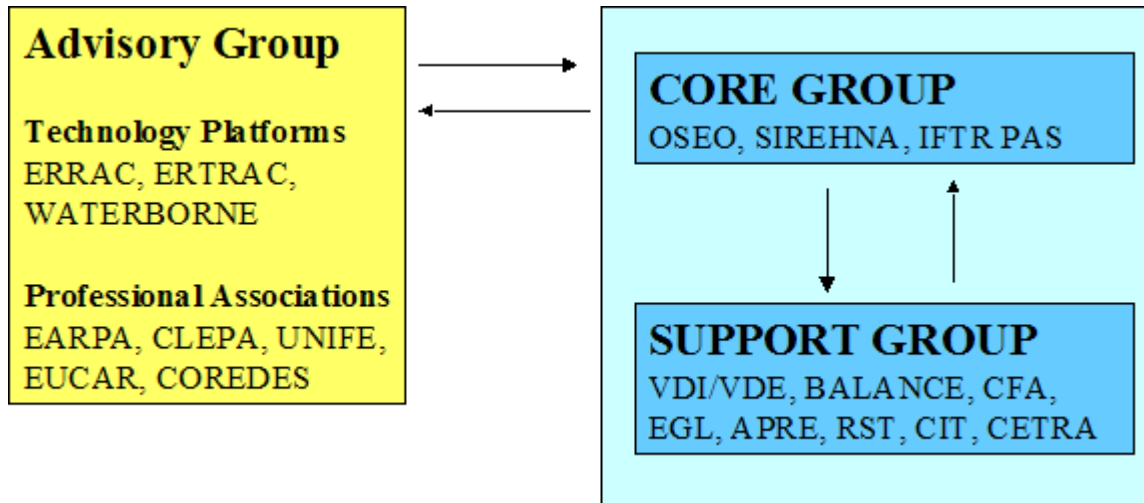 Advisory Group
Technology Platforms
ERRAC, ERTRAC,
WATERBORNE
Professional Associations
EARPA, CLEPA, UNIFE,
EUCAR, COREDES
CORE GROUP
OSEO, SIREHNA, IFTR PAS
SUPPORT GROUP
VDI/VDE, BALANCE, CFA,
EGL, APRE, RST, CIT, CETRA